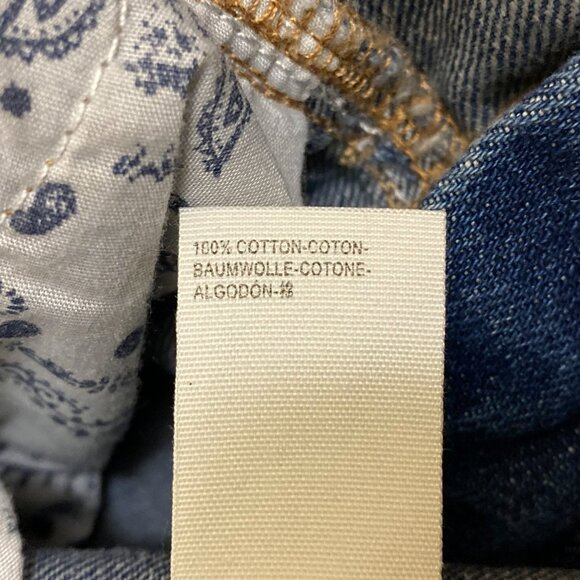 100% COTTON-COTON-
BAUMWOLLE-COTONE-
ALGODÓN-棉